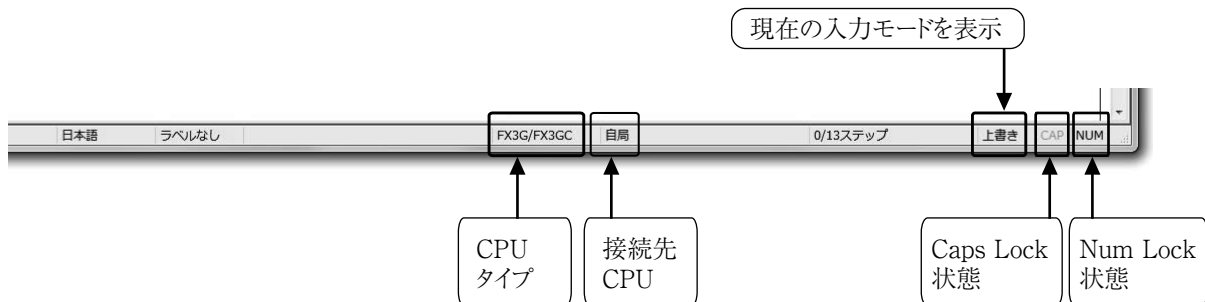 現在の入力モードを表示
日本語 ラベルなし FX3G/FX3GC 自局 0/13ステップ 上書き CAP NUM
CPU
タイプ
接続先
CPU
Caps Lock
状態
Num Lock
状態